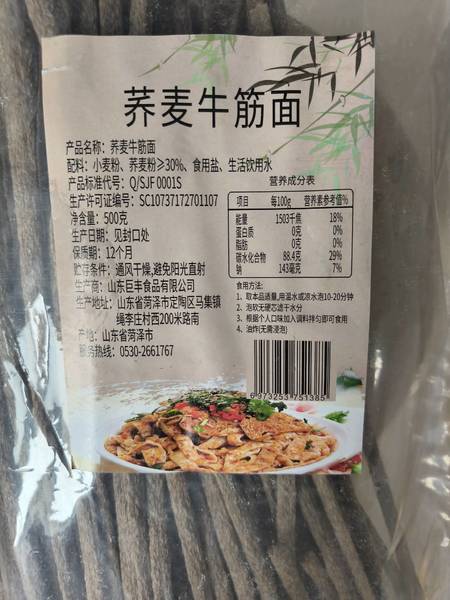 荞麦牛筋面
产品名称：荞麦牛筋面
配料：小麦粉、荞麦粉≥30%、食用盐、生活饮用水
产品标准代号：Q/SJF 0001S
生产许可证编号：SC10737172701107
净含量：500克
生产日期：见封口处
保质期：12个月
贮存条件：通风干燥,避免阳光直射
生产商：山东巨丰食品有限公司
生产地址：山东省菏泽市定陶区马集镇
绳李庄村西200米路南
产地：山东省菏泽市
服务热线：0530-2661767
营养成分表
项目 每100g 营养素参考值%
能量 1503千焦 18%
蛋白质 0克 0%
脂肪 0克 0%
碳水化合物 88.4克 29%
钠 143毫克 7%
食用方法：
1、取本品适量,用温水或凉水泡10-20分钟
2、泡软无硬芯滤干水分
3、根据个人口味加入调料拌匀即可食用
4、油炸(无需浸泡)
6 973253 751385